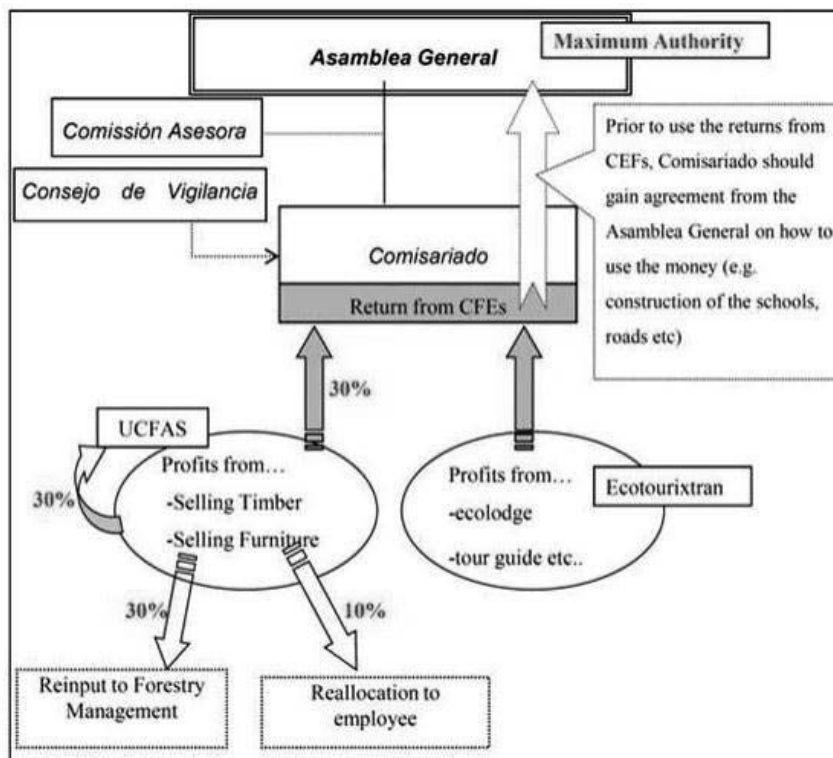 Asamblea General
Maximum Authority
Comissión Asesora
Consejo de Vigilancia
Prior to use the returns from
CEFs, Comisariado should
gain agreement from the
Asamblea General on how to
use the money (e.g.
construction of the schools,
roads etc)
Comisariado
Return from CFEs
30%
UCFAS
Profits from…
-Selling Timber
-Selling Furniture
30%
Profits from…
-ecolodge
-tour guide etc..
Ecotourixtran
30%
10%
Reinput to Forestry
Management
Reallocation to
employee